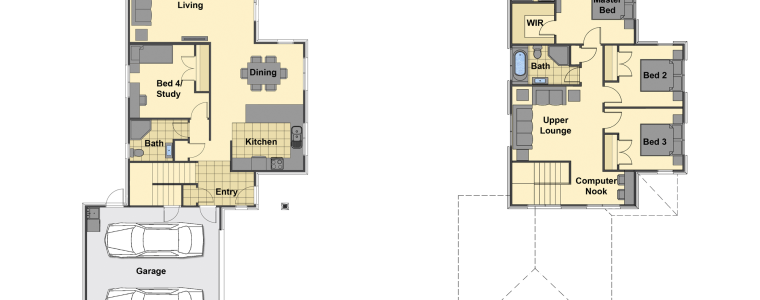 Living
Dining
Bed 4/
Study
Bath
Kitchen
Entry
Garage
Master
Bed
WIR
Bath
Bed 2
Upper
Lounge
Bed 3
Computer
Nook